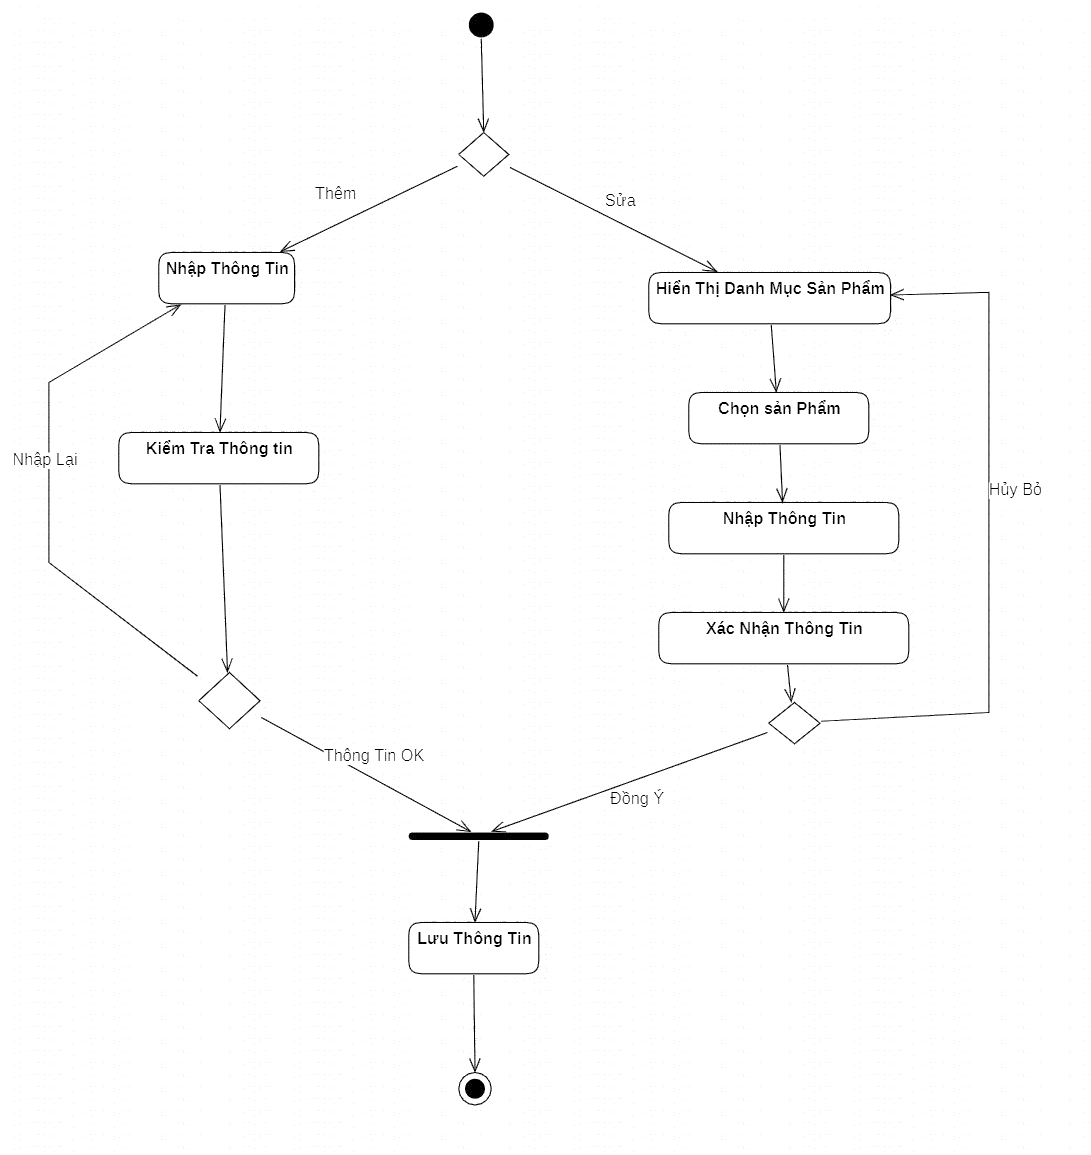 Thêm
Sửa
Nhập Thông Tin
Hiển Thị Danh Mục Sản Phẩm
Chọn sản Phẩm
Kiểm Tra Thông tin
Nhập Lại
Hủy Bỏ
Nhập Thông Tin
Xác Nhận Thông Tin
Thông Tin OK
Đồng Ý
Lưu Thông Tin